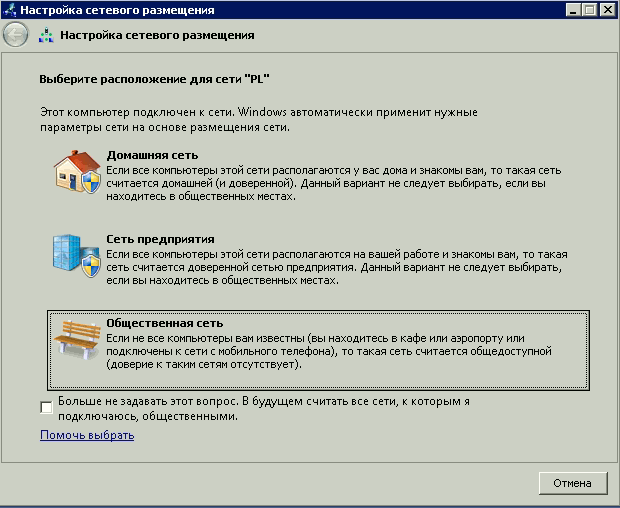 Настройка сетевого размещения
Настройка сетевого размещения
Выберите расположение для сети "PL"
Этот компьютер подключен к сети. Windows автоматически применит нужные
параметры сети на основе размещения сети.
Домашняя сеть
Если все компьютеры этой сети располагаются у вас дома и знакомы вам, то такая сеть
считается домашней (и доверенной). Данный вариант не следует выбирать, если вы
находитесь в общественных местах.
Сеть предприятия
Если все компьютеры этой сети располагаются на вашей работе и знакомы вам, то такая
сеть считается доверенной сетью предприятия. Данный вариант не следует выбирать,
если вы находитесь в общественных местах.
Общественная сеть
Если не все компьютеры вам известны (вы находитесь в кафе или аэропорту или
подключены к сети с мобильного телефона), то такая сеть считается общедоступной
(доверие к таким сетям отсутствует).
Больше не задавать этот вопрос. В будущем считать все сети, к которым я
подключаюсь, общественными.
Помочь выбрать
Отмена